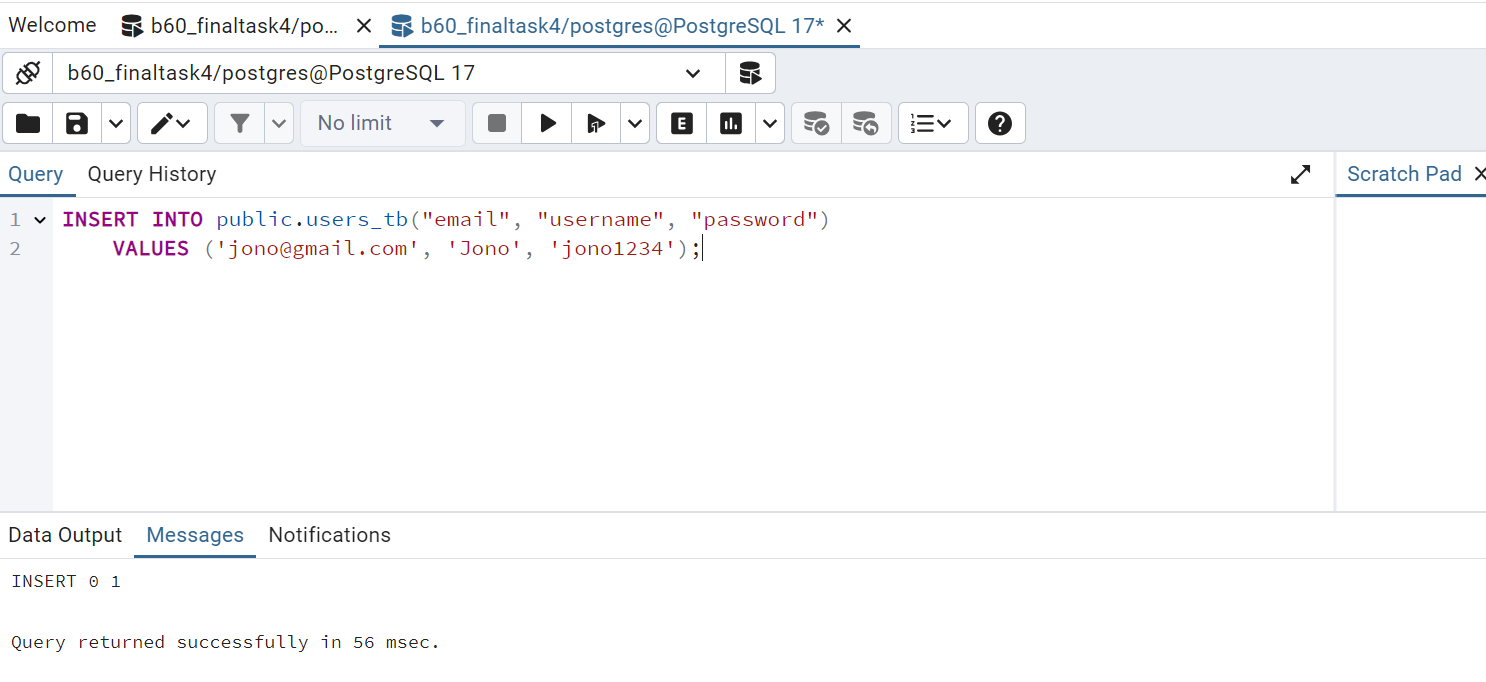 Welcome b60_finaltask4/po... b60_finaltask4/postgres@PostgreSQL 17*
b60_finaltask4/postgres@PostgreSQL 17
No limit E
Query Query History Scratch Pad
1 INSERT INTO public.users_tb("email", "username", "password")
2 VALUES ('jono@gmail.com', 'Jono', 'jono1234');
Data Output Messages Notifications
INSERT 0 1
Query returned successfully in 56 msec.